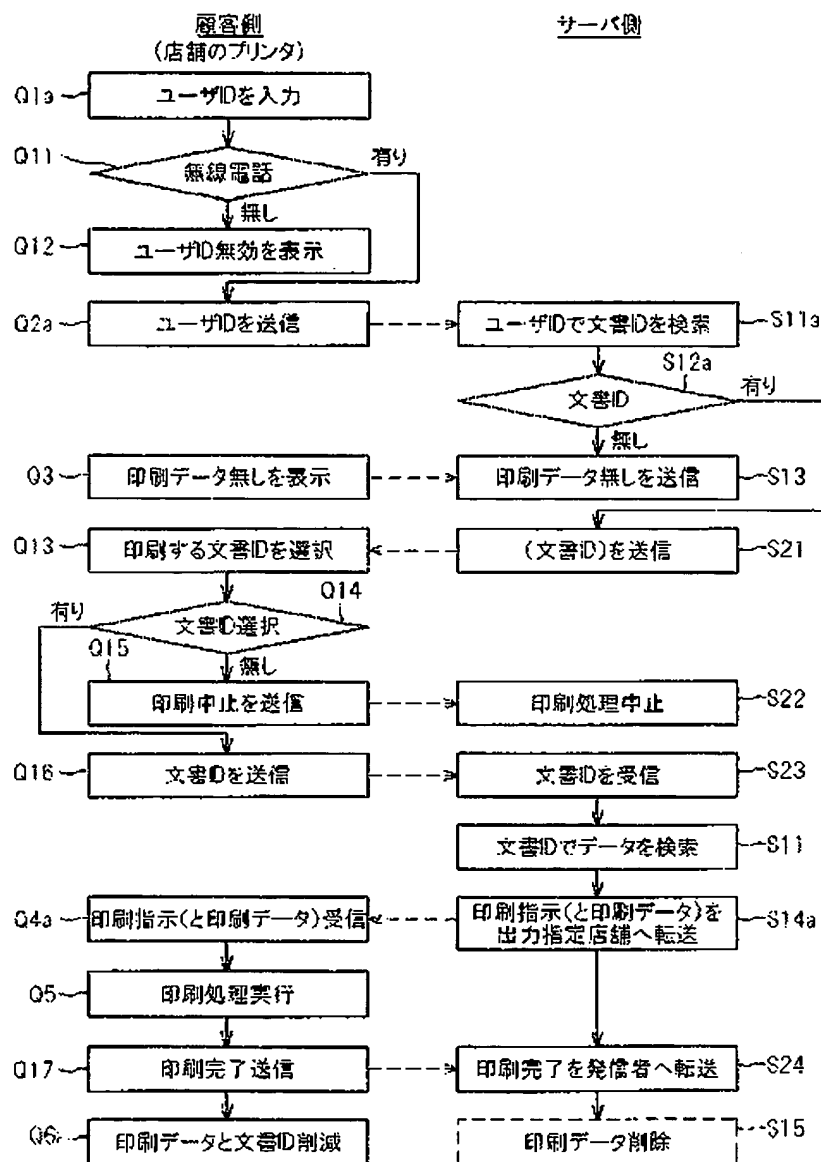 顧客側
(店舗のプリンタ)
サーバ側
Q1a
ユーザIDを入力
Q11
無線電話
有り
無し
Q12
ユーザID無効を表示
Q2a
ユーザIDを送信
ユーザIDで文書IDを検索
S11a
S12a
文書ID
有り
無し
Q3
印刷データ無しを表示
印刷データ無しを送信
S13
Q13
印刷する文書IDを選択
(文書ID)を送信
S21
Q14
有り
文書ID選択
Q15
無し
印刷中止を送信
印刷処理中止
S22
Q16
文書IDを送信
文書IDを受信
S23
文書IDでデータを検索
S11
Q4a
印刷指示(と印刷データ)受信
印刷指示(と印刷データ)を
出力指定店舗へ転送
S14a
Q5
印刷処理実行
Q17
印刷完了送信
印刷完了を発信者へ転送
S24
Q6
印刷データと文書ID削減
印刷データ削除
S15